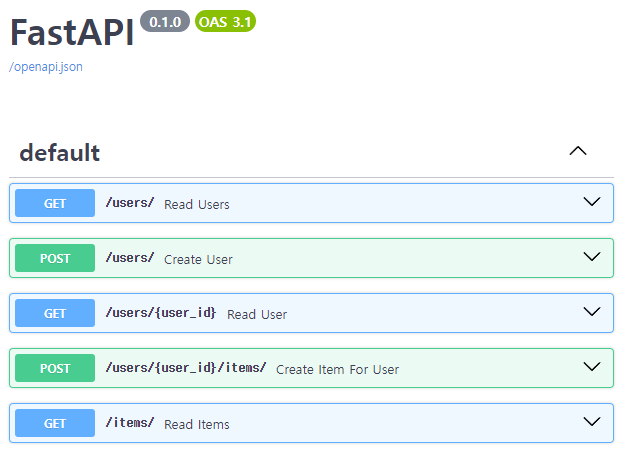 FastAPI 0.1.0 OAS 3.1
/openapi.json
default
GET /users/ Read Users
POST /users/ Create User
GET /users/{user_id} Read User
POST /users/{user_id}/items/ Create Item For User
GET /items/ Read Items